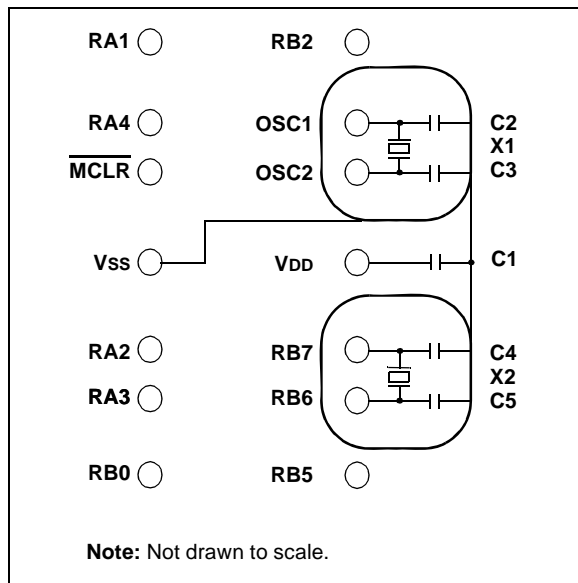 RA1 RB2
RA4 OSC1 C2
X1
MCLR OSC2 C3
VSS VDD C1
RA2 RB7 C4
X2
RA3 RB6 C5
RB0 RB5
Note: Not drawn to scale.